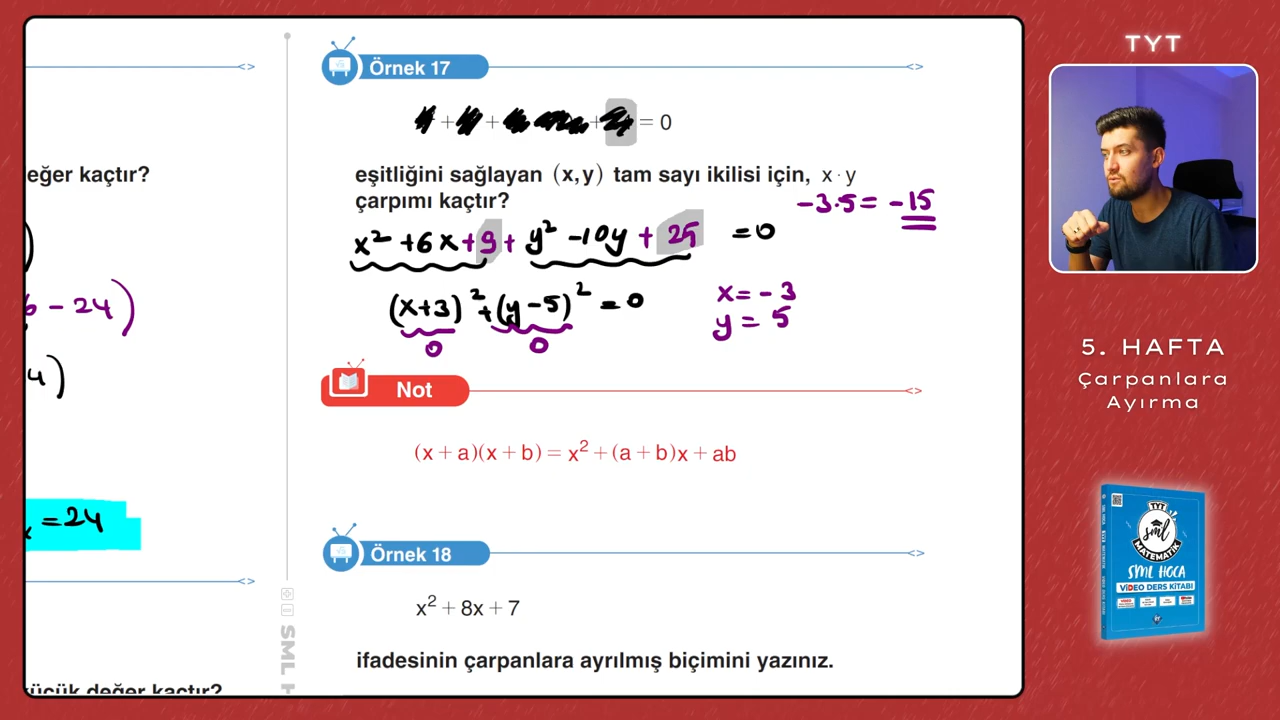 eğer kaçtır?
6 - 24)
4)
= 24
üçük değer kaçtır?
SML
Örnek 17
+ + + = 0
eşitliğini sağlayan (x,y) tam sayı ikilisi için, x · y
çarpımı kaçtır?
-3.5 = -15
x² + 6x + 9 + y² - 10y + 25 = 0
(x+3)² + (y-5)² = 0
0 0
x = -3
y = 5
Not
(x + a)(x + b) = x² + (a + b)x + ab
Örnek 18
x² + 8x + 7
ifadesinin çarpanlara ayrılmış biçimini yazınız.
TYT
5. HAFTA
Çarpanlara
Ayırma
TYT
sml
MATEMATİK
SML HOCA
VİDEO DERS KİTABI